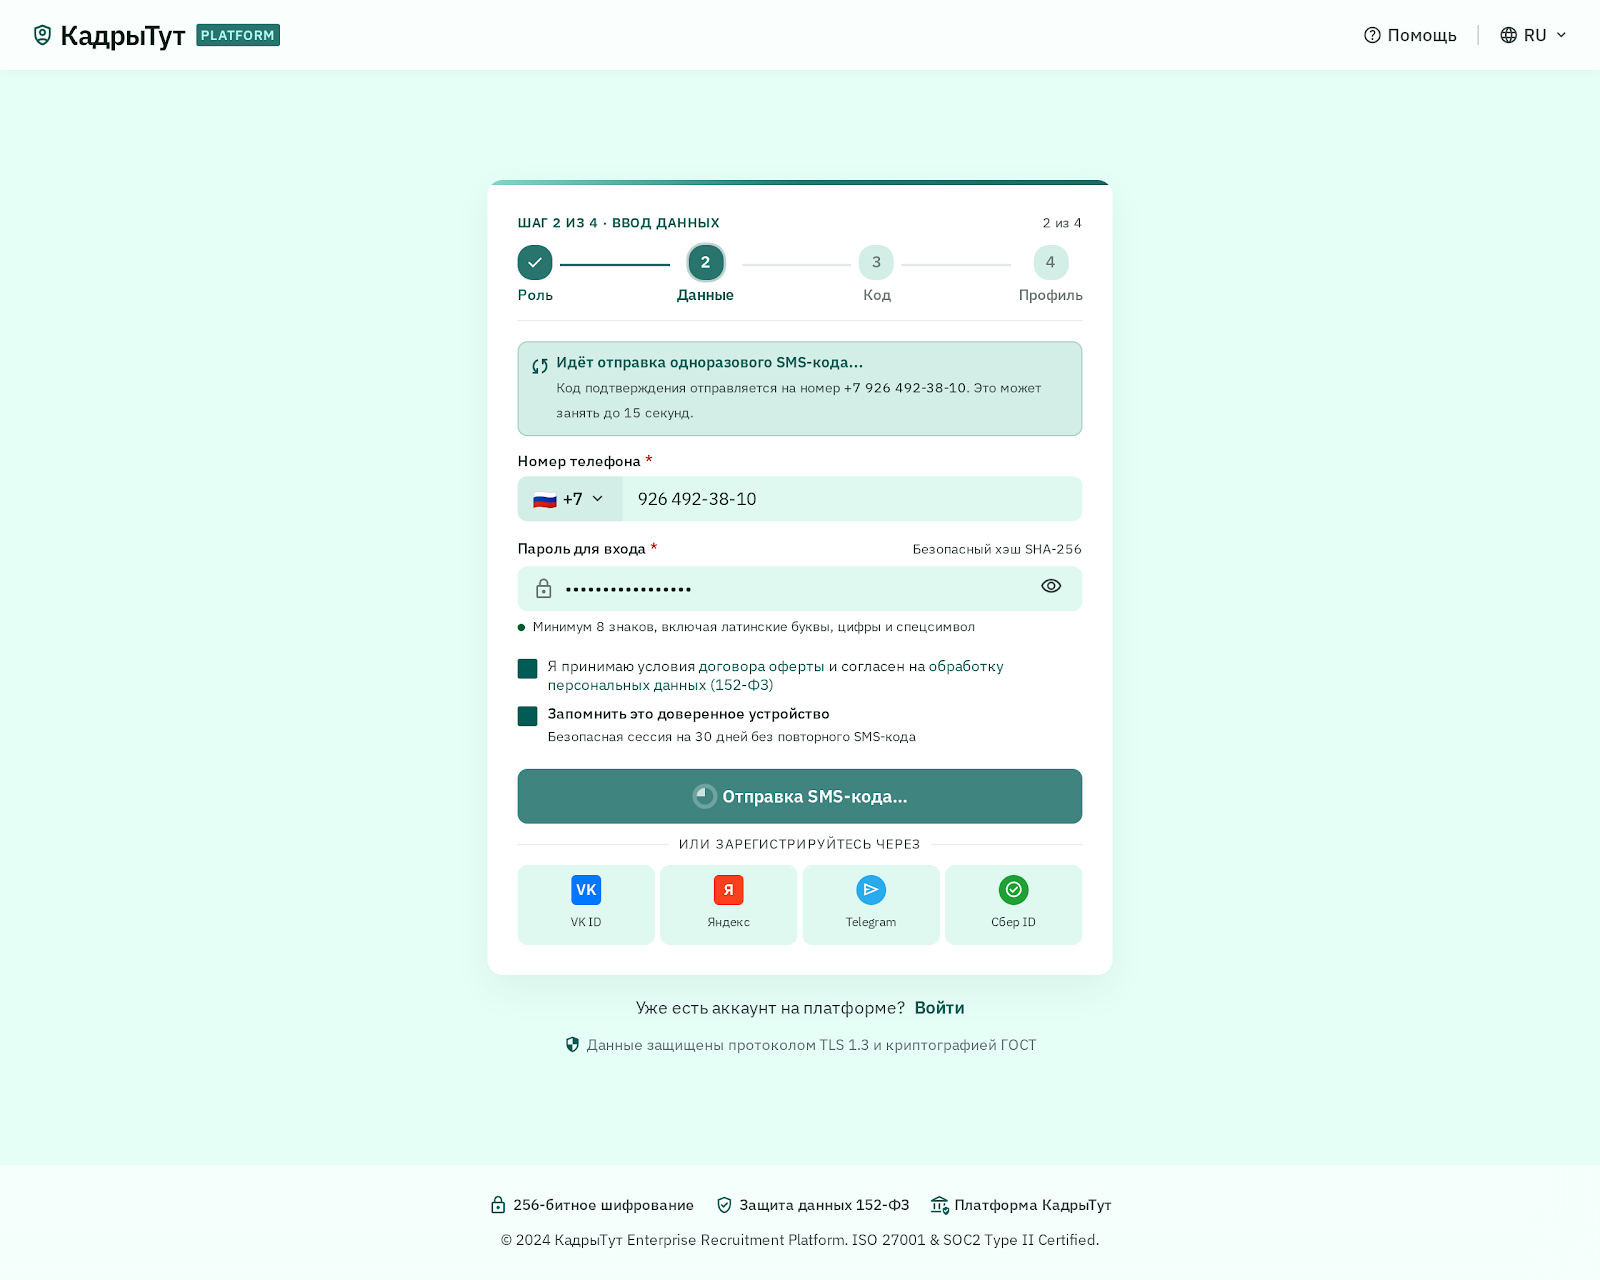 КадрыТут PLATFORM
Помощь
RU
ШАГ 2 ИЗ 4 · ВВОД ДАННЫХ
2 из 4
2
3
4
Роль
Данные
Код
Профиль
Идёт отправка одноразового SMS-кода...
Код подтверждения отправляется на номер +7 926 492-38-10. Это может
занять до 15 секунд.
Номер телефона *
+7
926 492-38-10
Пароль для входа *
Безопасный хэш SHA-256
•••••••••••••••••
Минимум 8 знаков, включая латинские буквы, цифры и спецсимвол
Я принимаю условия договора оферты и согласен на обработку
персональных данных (152-ФЗ)
Запомнить это доверенное устройство
Безопасная сессия на 30 дней без повторного SMS-кода
Отправка SMS-кода...
ИЛИ ЗАРЕГИСТРИРУЙТЕСЬ ЧЕРЕЗ
VK
Я
VK ID
Яндекс
Telegram
Сбер ID
Уже есть аккаунт на платформе? Войти
Данные защищены протоколом TLS 1.3 и криптографией ГОСТ
256-битное шифрование
Защита данных 152-ФЗ
Платформа КадрыТут
© 2024 КадрыТут Enterprise Recruitment Platform. ISO 27001 & SOC2 Type II Certified.